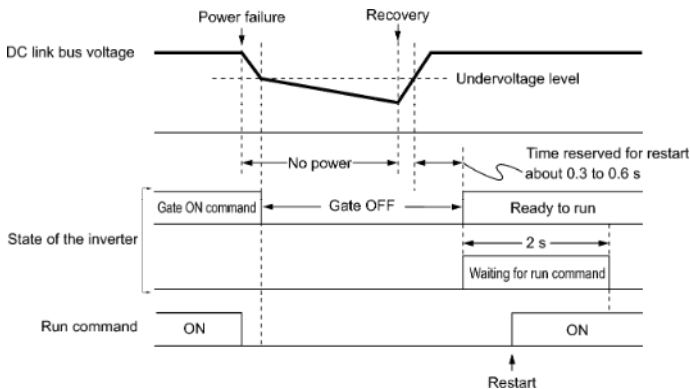 Power failure
Recovery
DC link bus voltage
Undervoltage level
No power
Time reserved for restart
about 0.3 to 0.6 s
Gate ON command
Gate OFF
Ready to run
State of the inverter
2 s
Waiting for run command
Run command
ON
ON
Restart